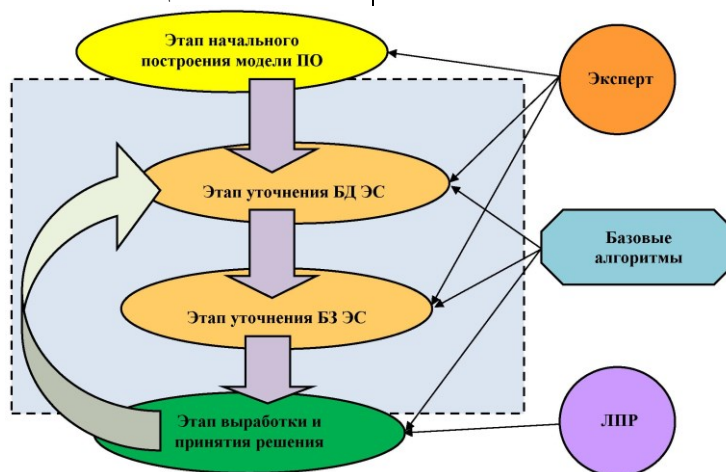 Этап начального
построения модели ПО
Эксперт
Этап уточнения БД ЭС
Базовые
алгоритмы
Этап уточнения БЗ ЭС
Этап выработки и
принятия решения
ЛПР